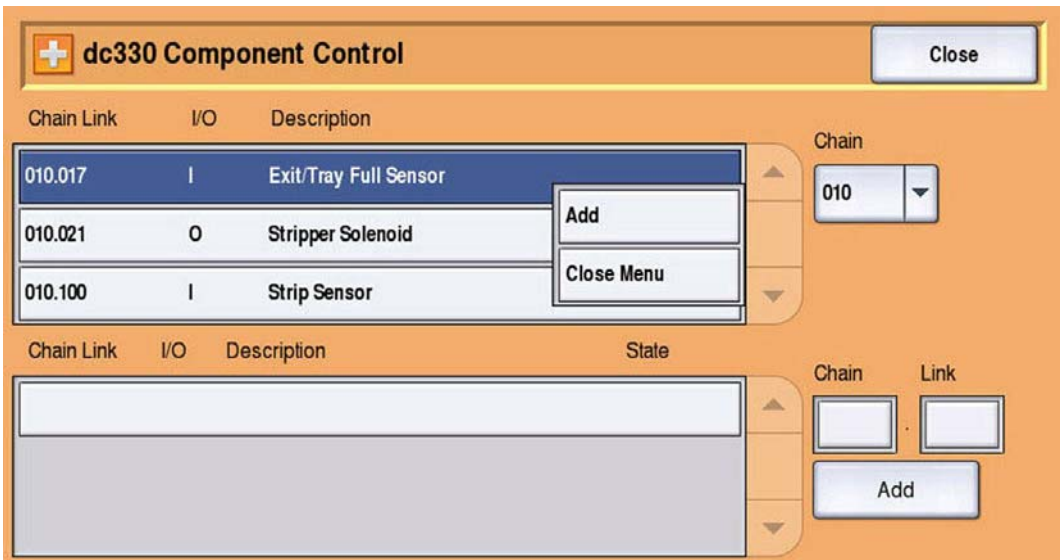 dc330 Component Control
Close
Chain Link I/O Description
Chain
010.017 I Exit/Tray Full Sensor
010
Add
010.021 O Stripper Solenoid
Close Menu
010.100 I Strip Sensor
Chain Link I/O Description State
Chain Link
.
Add